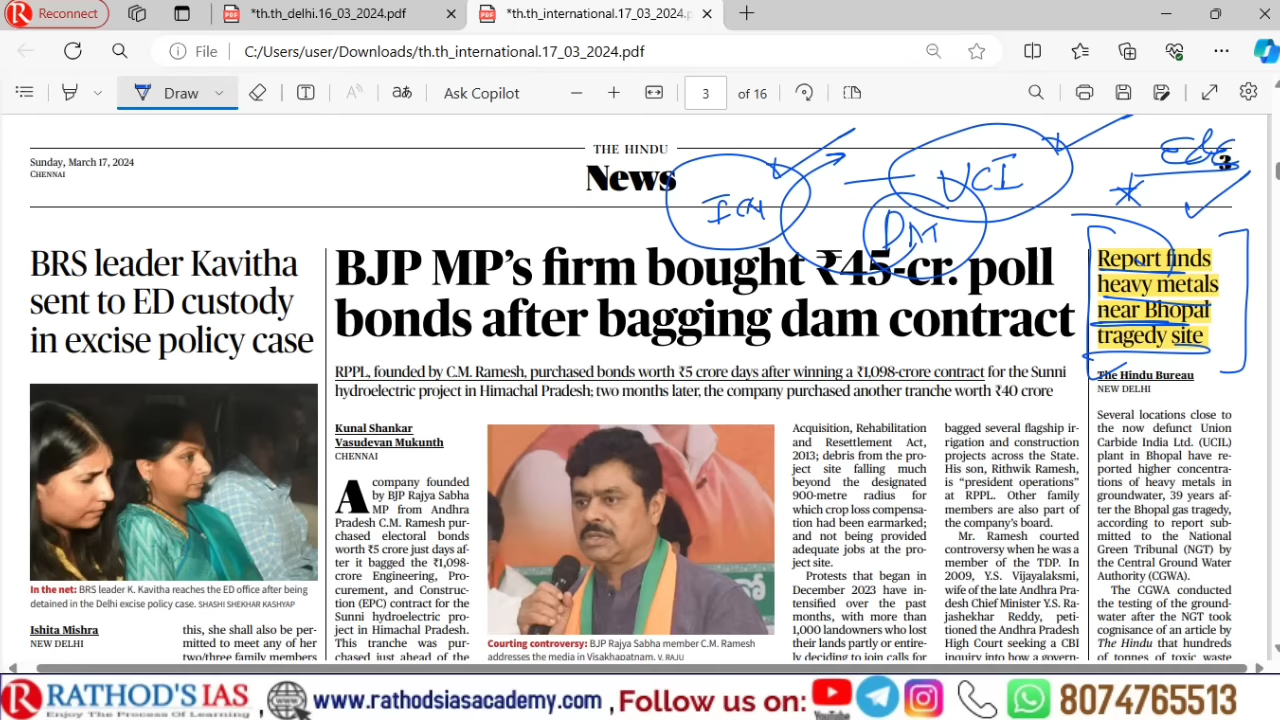 Reconnect
*th.th_delhi.16_03_2024.pdf
*th.th_international.17_03_2024.p
File
C:/Users/user/Downloads/th.th_international.17_03_2024.pdf
Draw
Ask Copilot
3
of 16
Sunday, March 17, 2024
CHENNAI
THE HINDU
News
3
UCI
BRS leader Kavitha
sent to ED custody
in excise policy case
In the net: BRS leader K. Kavitha reaches the ED office after being
detained in the Delhi excise policy case. SHASHI SHEKHAR KASHYAP
Ishita Mishra
NEW DELHI
this, she shall also be per-
mitted to meet any of her
two/three family members
BJP MP’s firm bought ₹45-cr. poll
bonds after bagging dam contract
RPPL, founded by C.M. Ramesh, purchased bonds worth ₹5 crore days after winning a ₹1,098-crore contract for the Sunni
hydroelectric project in Himachal Pradesh; two months later, the company purchased another tranche worth ₹40 crore
Kunal Shankar
Vasudevan Mukunth
CHENNAI
A company founded
by BJP Rajya Sabha
MP from Andhra
Pradesh C.M. Ramesh pur-
chased electoral bonds
worth ₹5 crore just days af-
ter it bagged the ₹1,098-
crore Engineering, Pro-
curement, and Construc-
tion (EPC) contract for the
Sunni hydroelectric pro-
ject in Himachal Pradesh.
This tranche was pur-
chased just ahead of the
Courting controversy: BJP Rajya Sabha member C.M. Ramesh
addresses the media in Visakhapatnam. V. RAJU
Acquisition, Rehabilitation
and Resettlement Act,
2013; debris from the pro-
ject site falling much
beyond the designated
900-metre radius for
which crop loss compensa-
tion had been earmarked;
and not being provided
adequate jobs at the pro-
ject site.
Protests that began in
December 2023 have in-
tensified over the past
months, with more than
1,000 landowners who lost
their lands partly or entire-
ly deciding to join calls for
bagged several flagship ir-
rigation and construction
projects across the State.
His son, Rithwik Ramesh,
is “president operations”
at RPPL. Other family
members are also part of
the company’s board.
Mr. Ramesh courted
controversy when he was a
member of the TDP. In
2009, Y.S. Vijayalaksmi,
wife of the late Andhra Pra-
desh Chief Minister Y.S. Ra-
jashekhar Reddy, peti-
tioned the Andhra Pradesh
High Court seeking a CBI
inquiry into how a govern-
Report finds
heavy metals
near Bhopal
tragedy site
The Hindu Bureau
NEW DELHI
Several locations close to
the now defunct Union
Carbide India Ltd. (UCIL)
plant in Bhopal have re-
ported higher concentra-
tions of heavy metals in
groundwater, 39 years af-
ter the Bhopal gas tragedy,
according to report sub-
mitted to the National
Green Tribunal (NGT) by
the Central Ground Water
Authority (CGWA).
The CGWA conducted
the testing of the ground-
water after the NGT took
cognisance of an article by
The Hindu that hundreds
of tonnes of toxic waste
RATHOD'S IAS
Enjoy The Process Of Learning
, www.rathodsiasacademy.com , Follow us on:
YouTube
8074765513